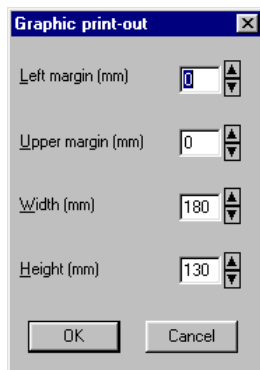 Graphic print-out
Left margin (mm) 0
Upper margin (mm) 0
Width (mm) 180
Height (mm) 130
OK Cancel